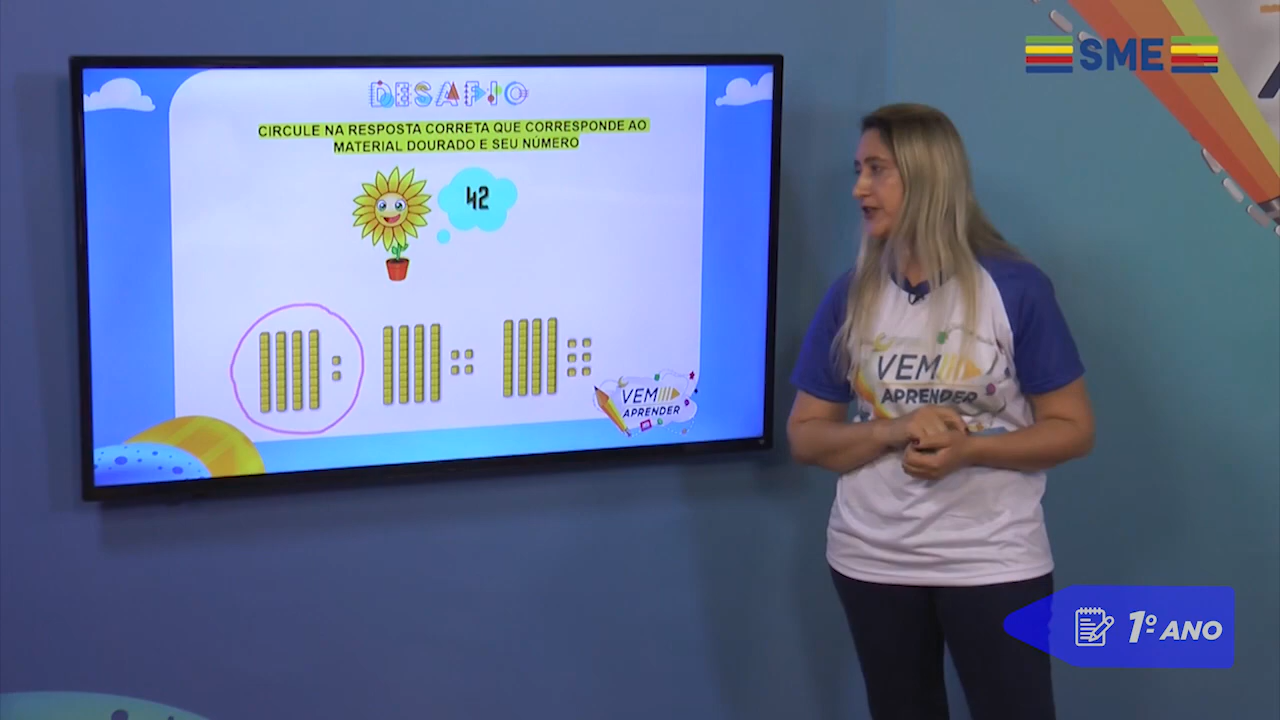 SME
DESAFIO
CIRCULE NA RESPOSTA CORRETA QUE CORRESPONDE AO
MATERIAL DOURADO E SEU NÚMERO
42
VEM
APRENDER
VEM
APRENDER
1º ANO